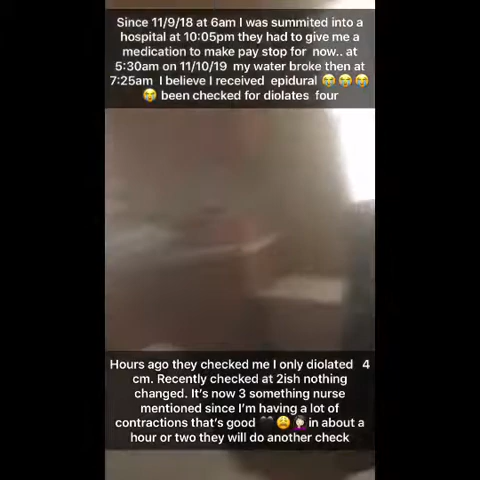 Since 11/9/18 at 6am I was summited into a
hospital at 10:05pm they had to give me a
medication to make pay stop for now.. at
5:30am on 11/10/19 my water broke then at
7:25am I believe I received epidural 😭😭😭
😭 been checked for diolates four
Hours ago they checked me I only diolated 4
cm. Recently checked at 2ish nothing
changed. It's now 3 something nurse
mentioned since I'm having a lot of
contractions that's good 🖤😩🤦🏻‍♀️in about a
hour or two they will do another check